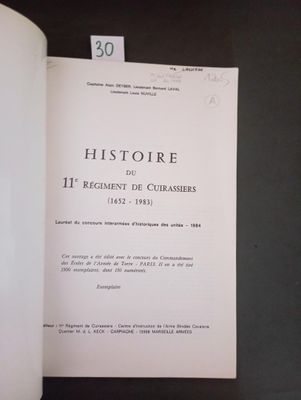 30
Capitaine Alain DEYBER, Lieutenant Bernard LAVAL
Lieutenant Louis NUVILLE
A
HISTOIRE
DU
11e RÉGIMENT DE CUIRASSIERS
(1652 - 1983)
Lauréat du concours interarmées d'historiques des unités - 1984
Cet ouvrage a été édité avec le concours du Commandement
des Écoles de l'Armée de Terre - PARIS. Il en a été tiré
1500 exemplaires, dont 150 numérotés.
Exemplaire
11e Régiment de Cuirassiers - Centre d'Instruction de l'Arme Blindée Cavalerie
Quartier M. d. L. KECK - CARPIAGNE - 13998 MARSEILLE ARMÉES